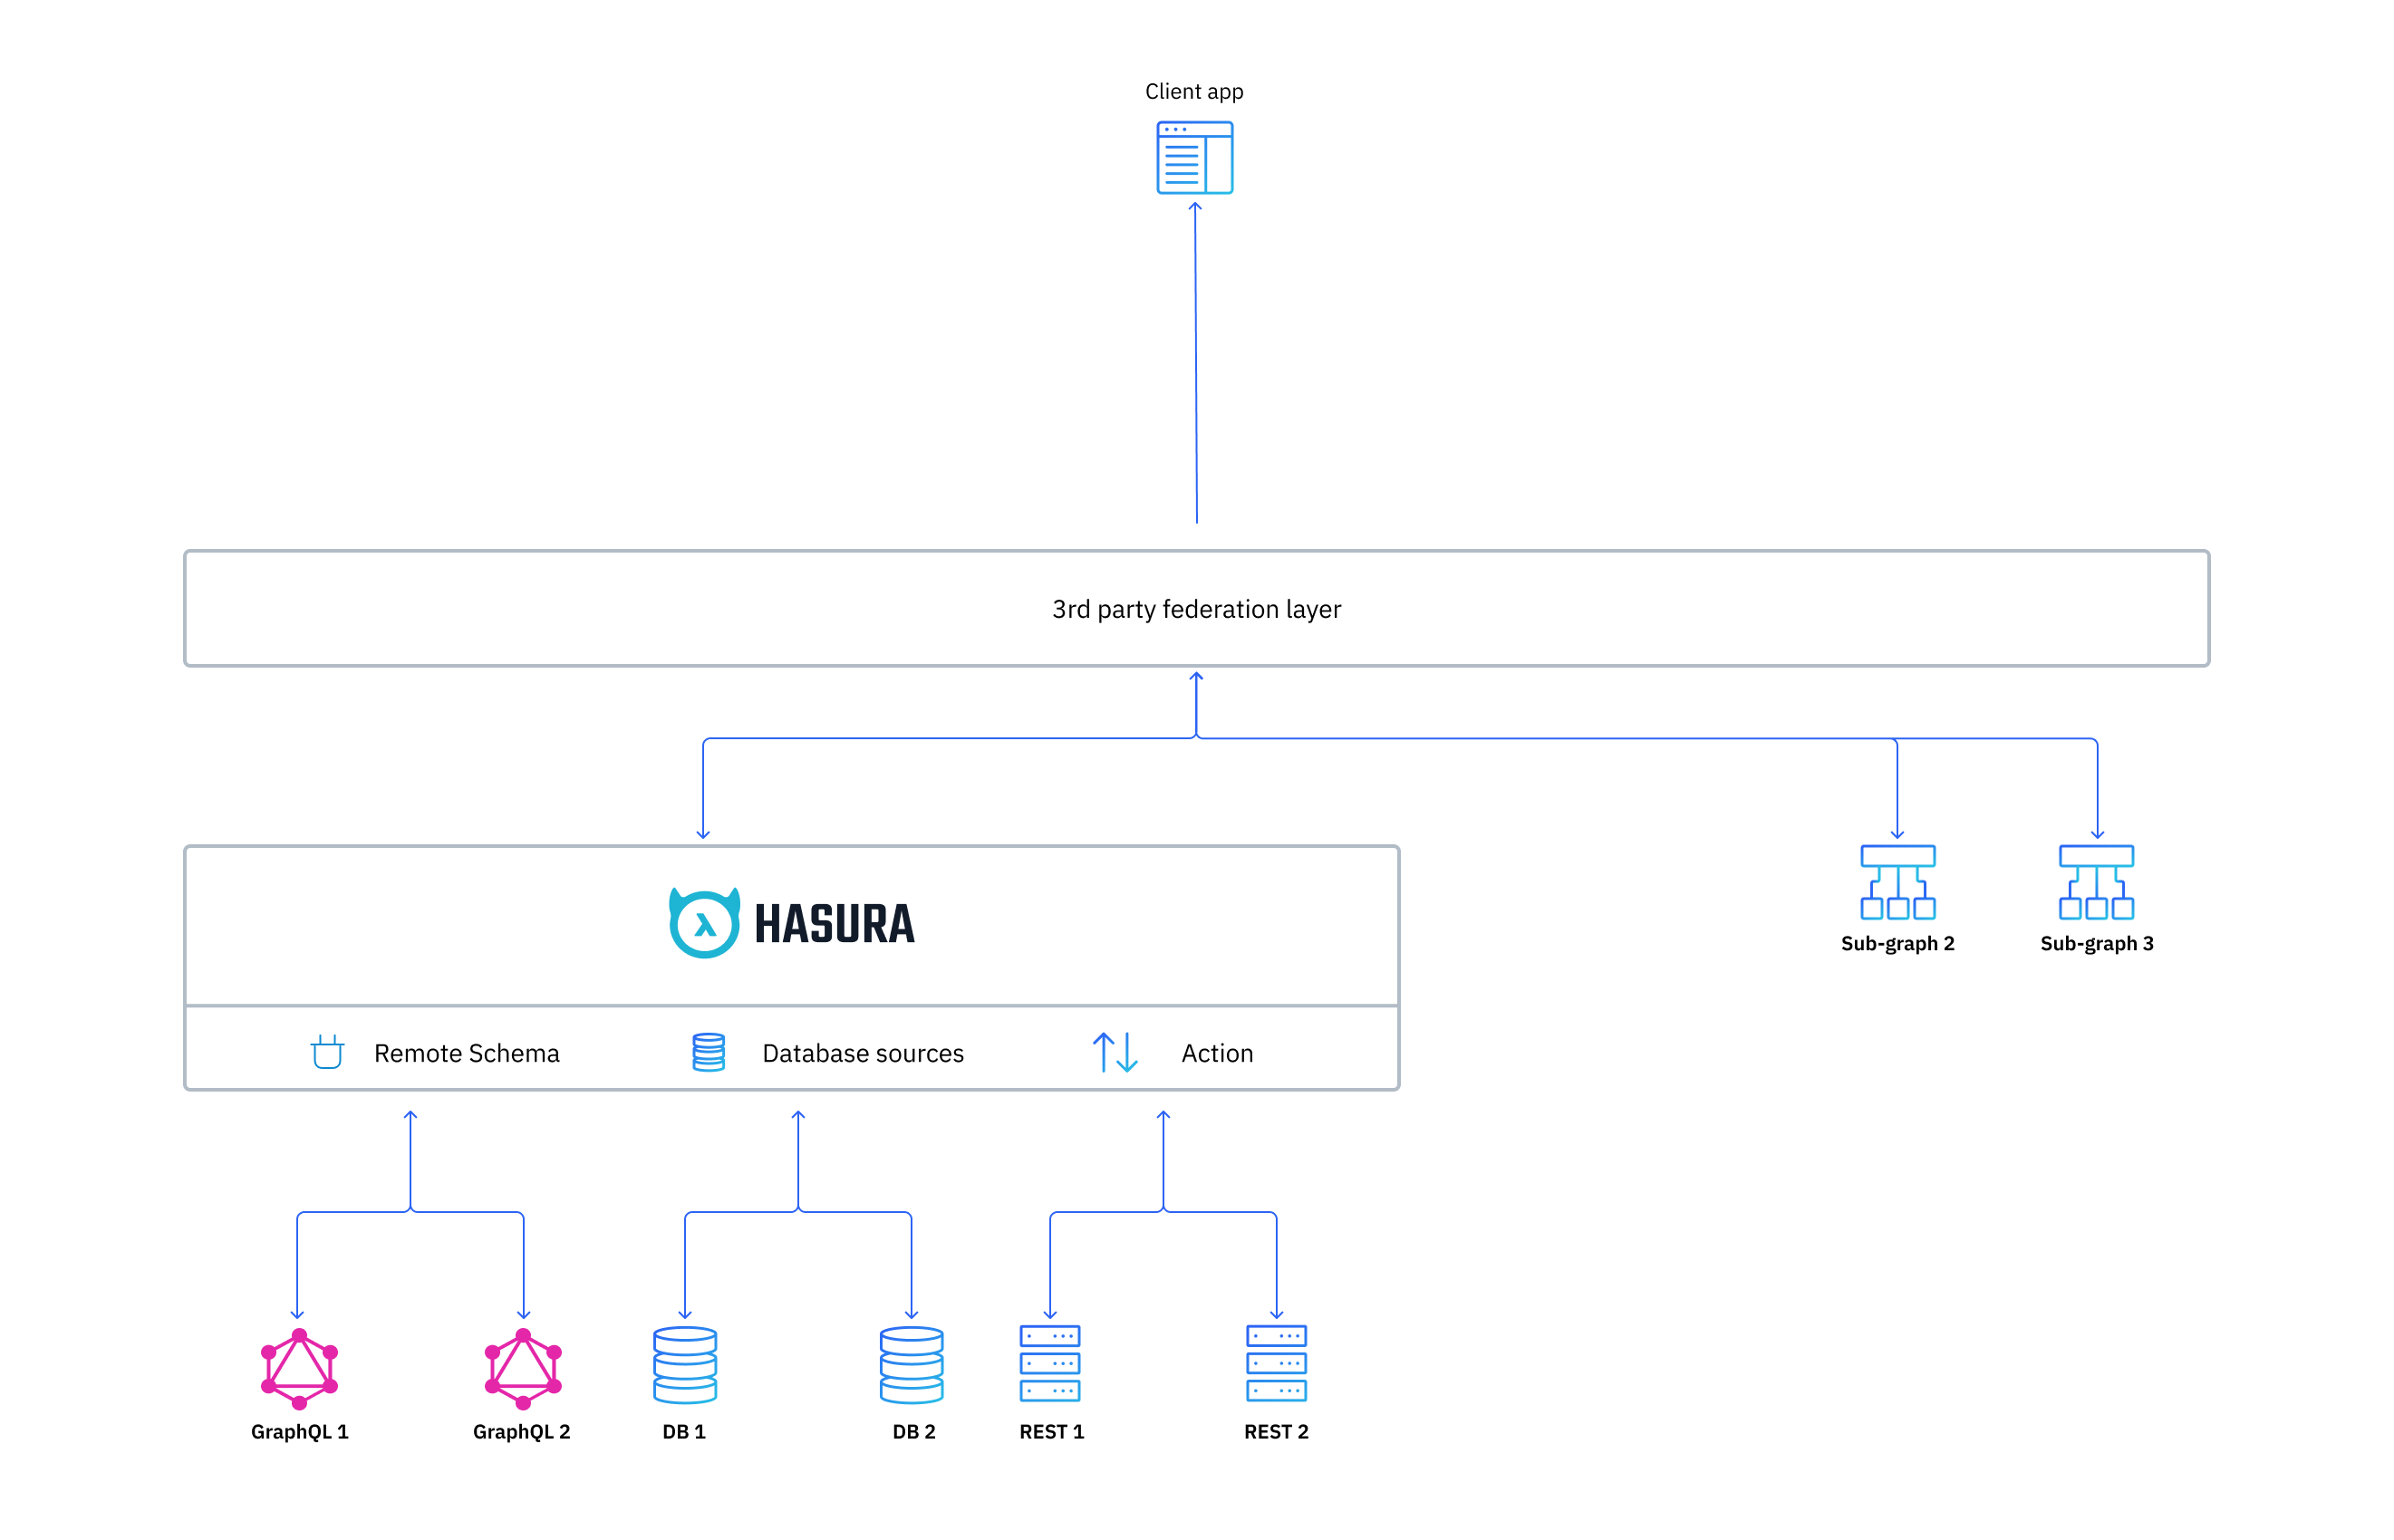 Client app
3rd party federation layer
HASURA
Sub-graph 2
Sub-graph 3
Remote Schema
Database sources
Action
GraphQL 1
GraphQL 2
DB 1
DB 2
REST 1
REST 2